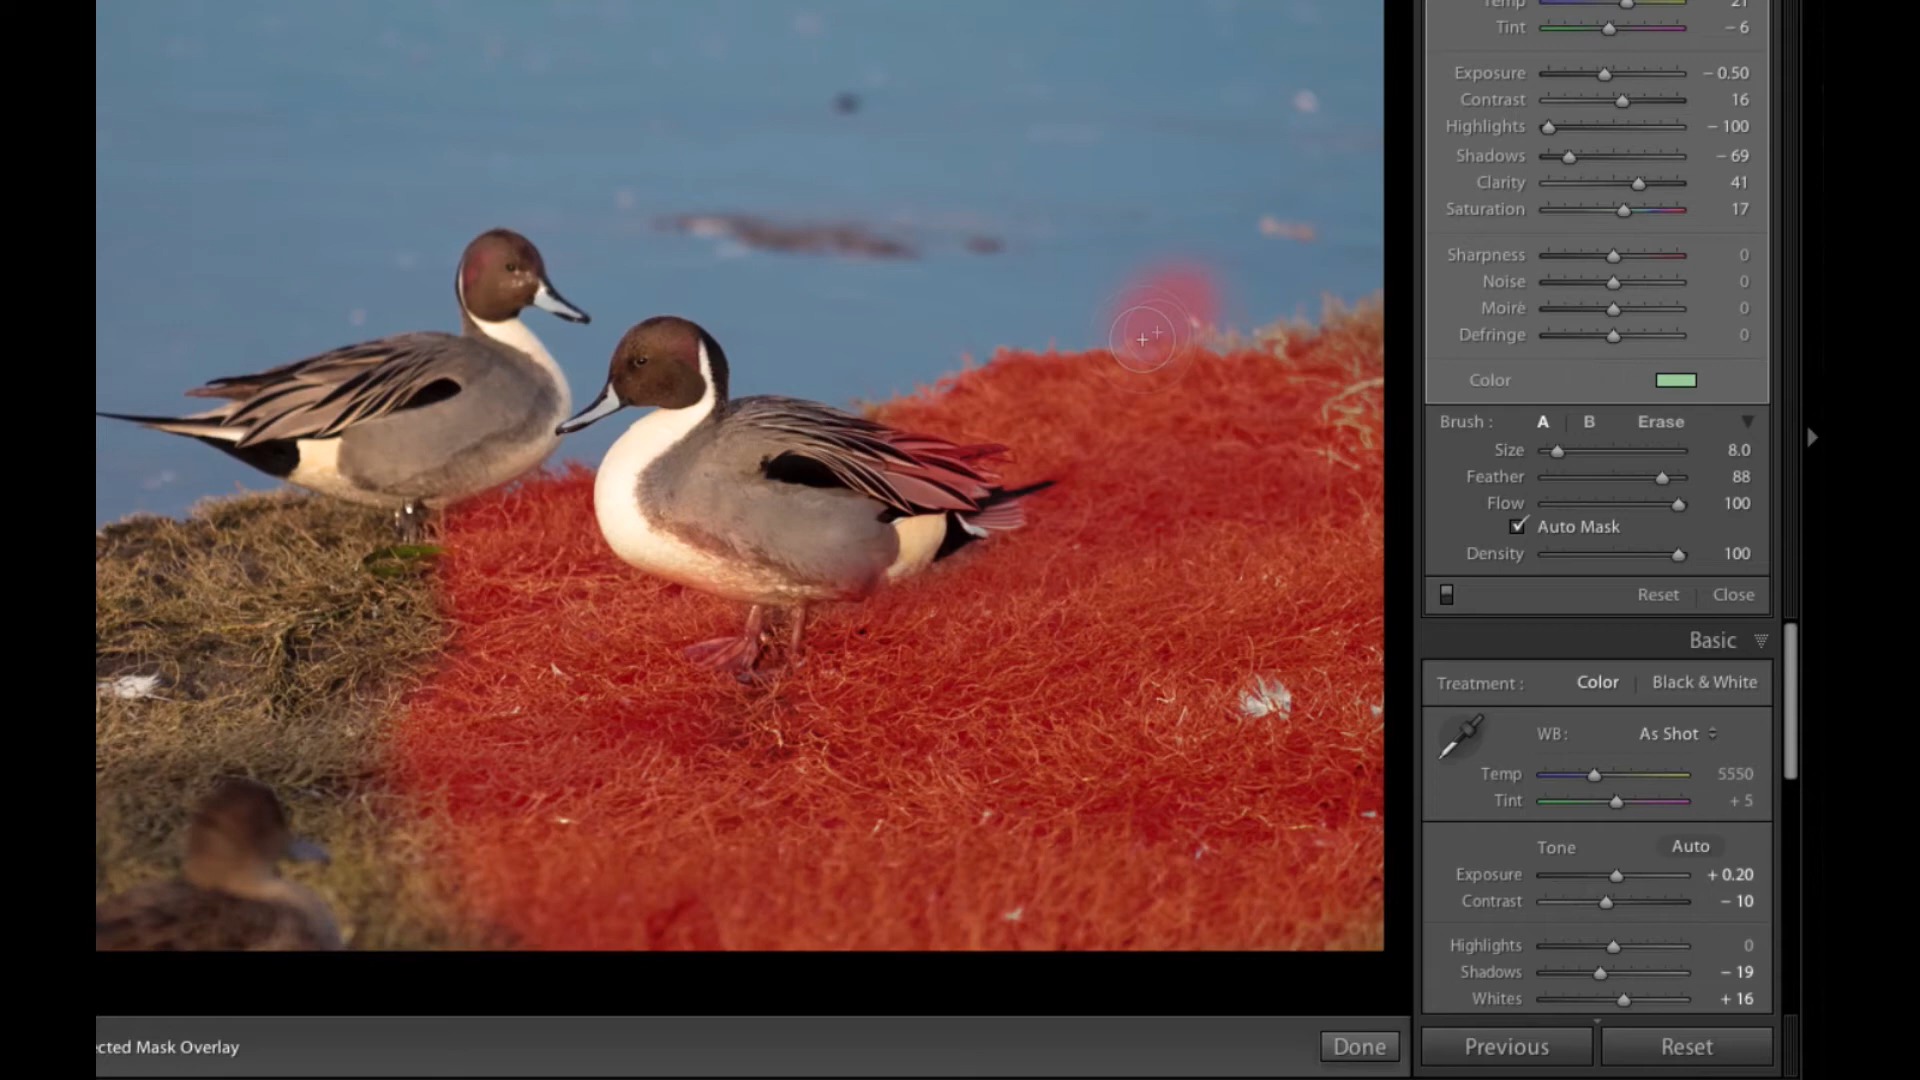 Temp 21
Tint – 6
Exposure – 0.50
Contrast 16
Highlights – 100
Shadows – 69
Clarity 41
Saturation 17
Sharpness 0
Noise 0
Moiré 0
Defringe 0
Color
Brush : A B Erase
Size 8.0
Feather 88
Flow 100
Auto Mask
Density 100
Reset Close
Basic
Treatment : Color Black & White
WB: As Shot
Temp 5550
Tint + 5
Tone Auto
Exposure + 0.20
Contrast – 10
Highlights 0
Shadows – 19
Whites + 16
ected Mask Overlay
Done
Previous
Reset